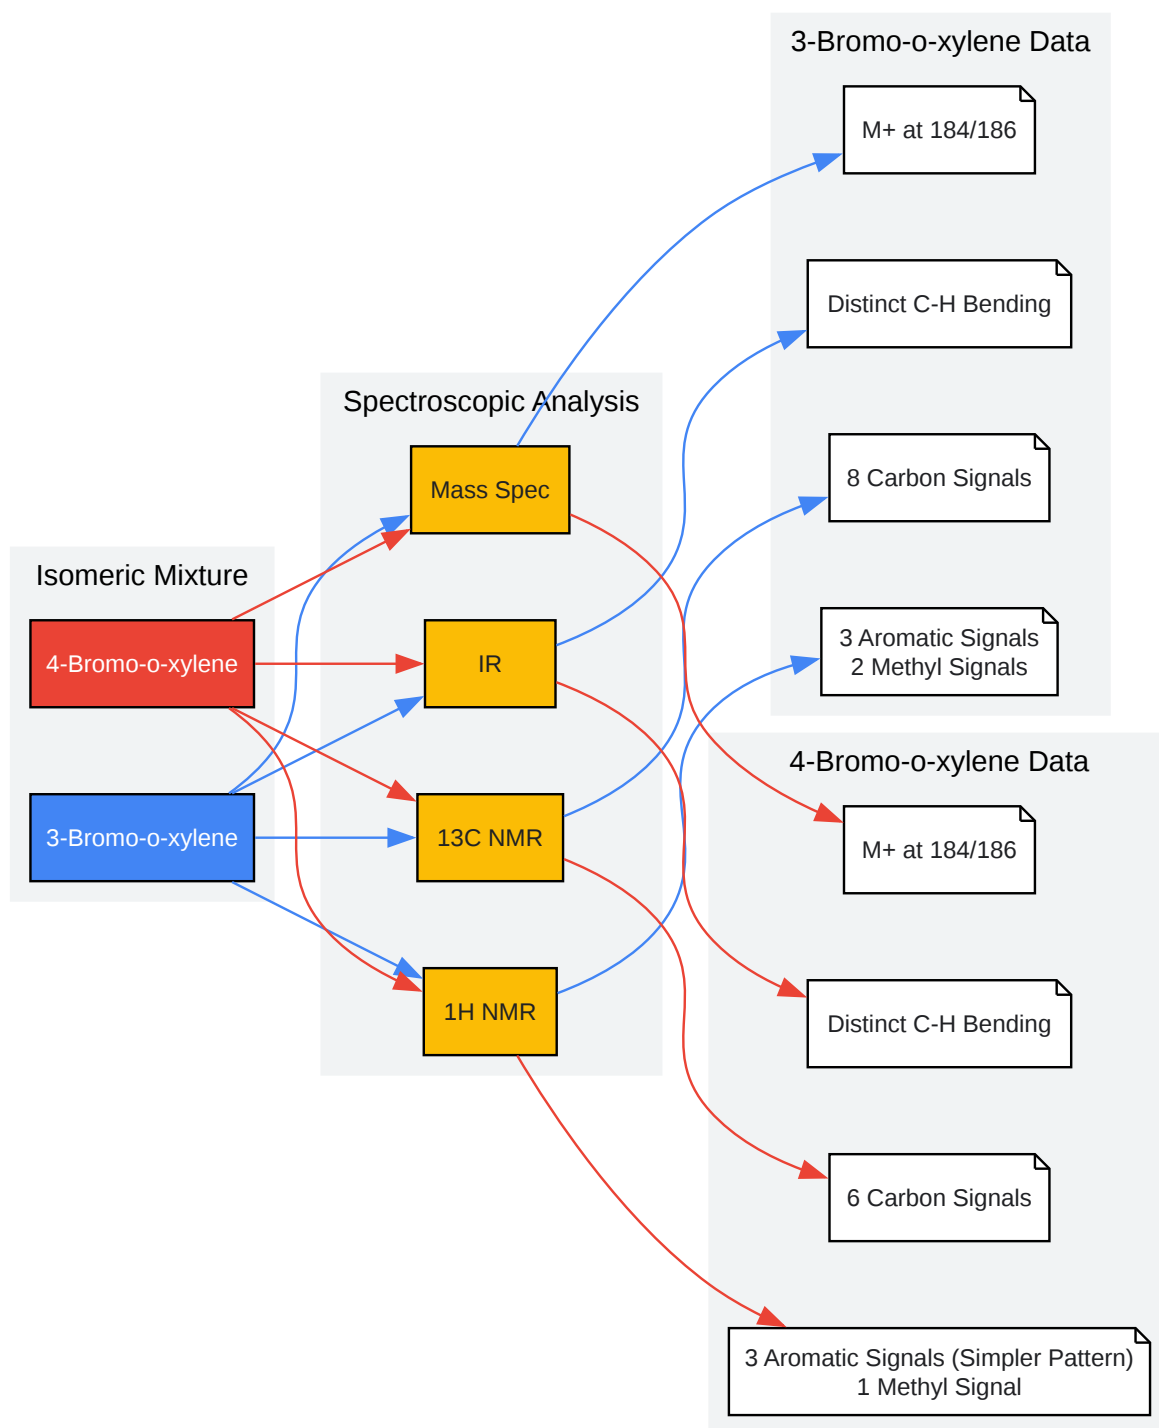 Isomeric Mixture
4-Bromo-o-xylene
3-Bromo-o-xylene
Spectroscopic Analysis
Mass Spec
IR
13C NMR
1H NMR
3-Bromo-o-xylene Data
M+ at 184/186
Distinct C-H Bending
8 Carbon Signals
3 Aromatic Signals
2 Methyl Signals
4-Bromo-o-xylene Data
M+ at 184/186
Distinct C-H Bending
6 Carbon Signals
3 Aromatic Signals (Simpler Pattern)
1 Methyl Signal